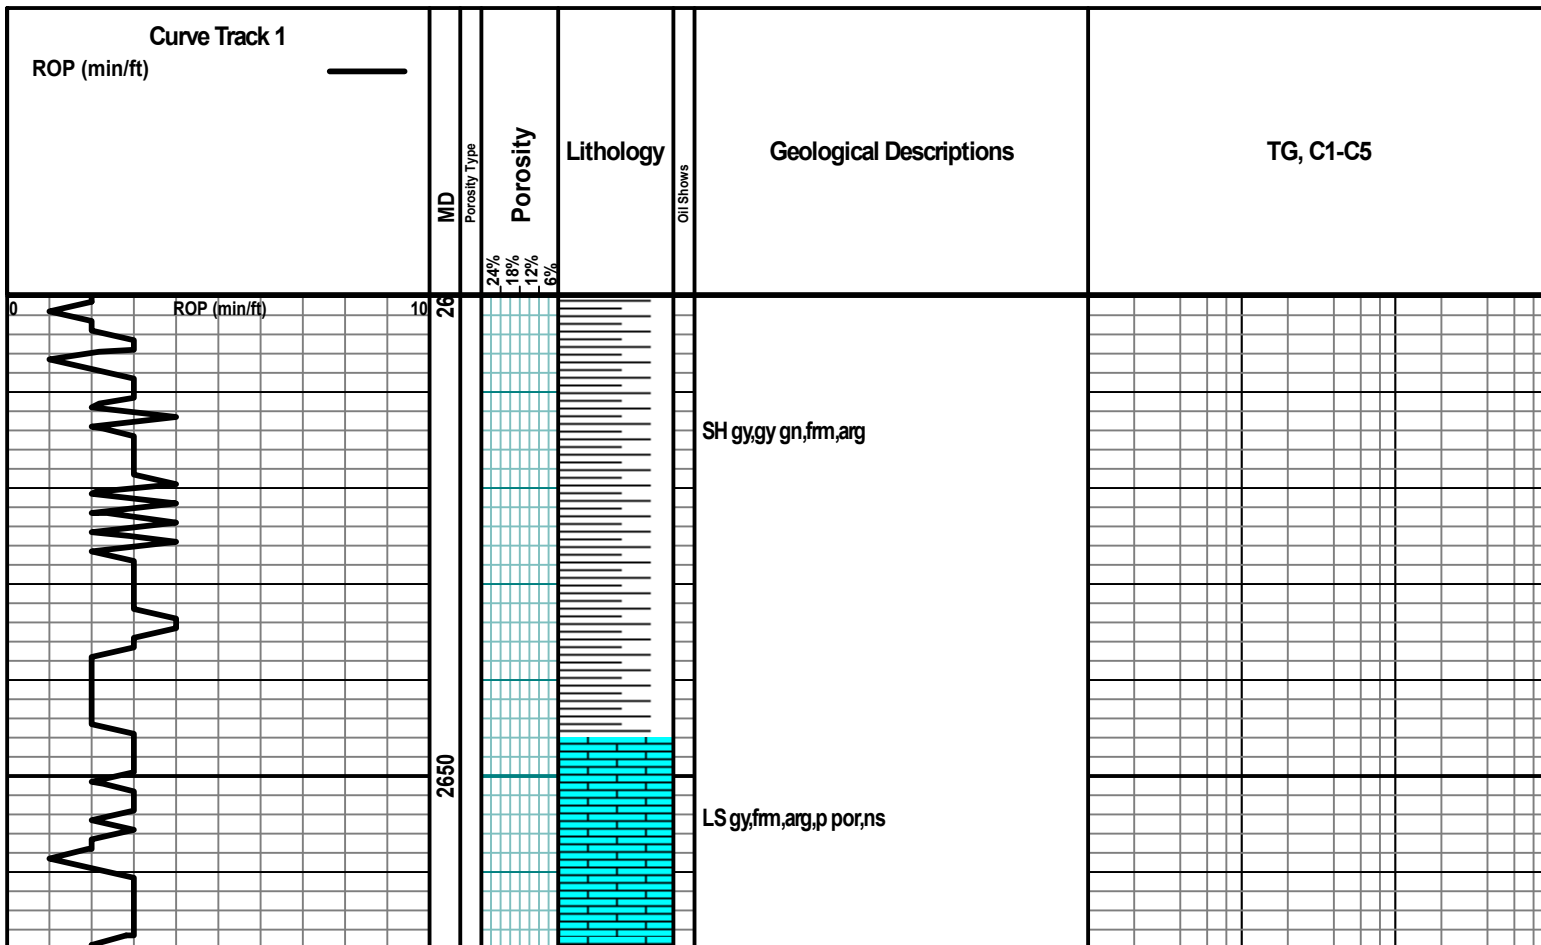 Curve Track 1
ROP (min/ft)
MD
Porosity Type
Porosity
24%
18%
12%
6%
Lithology
Oil Shows
Geological Descriptions
TG, C1-C5
0 ROP (min/ft) 10
26
SH gy,gy gn,frm,arg
2650
LS gy,frm,arg,p por,ns